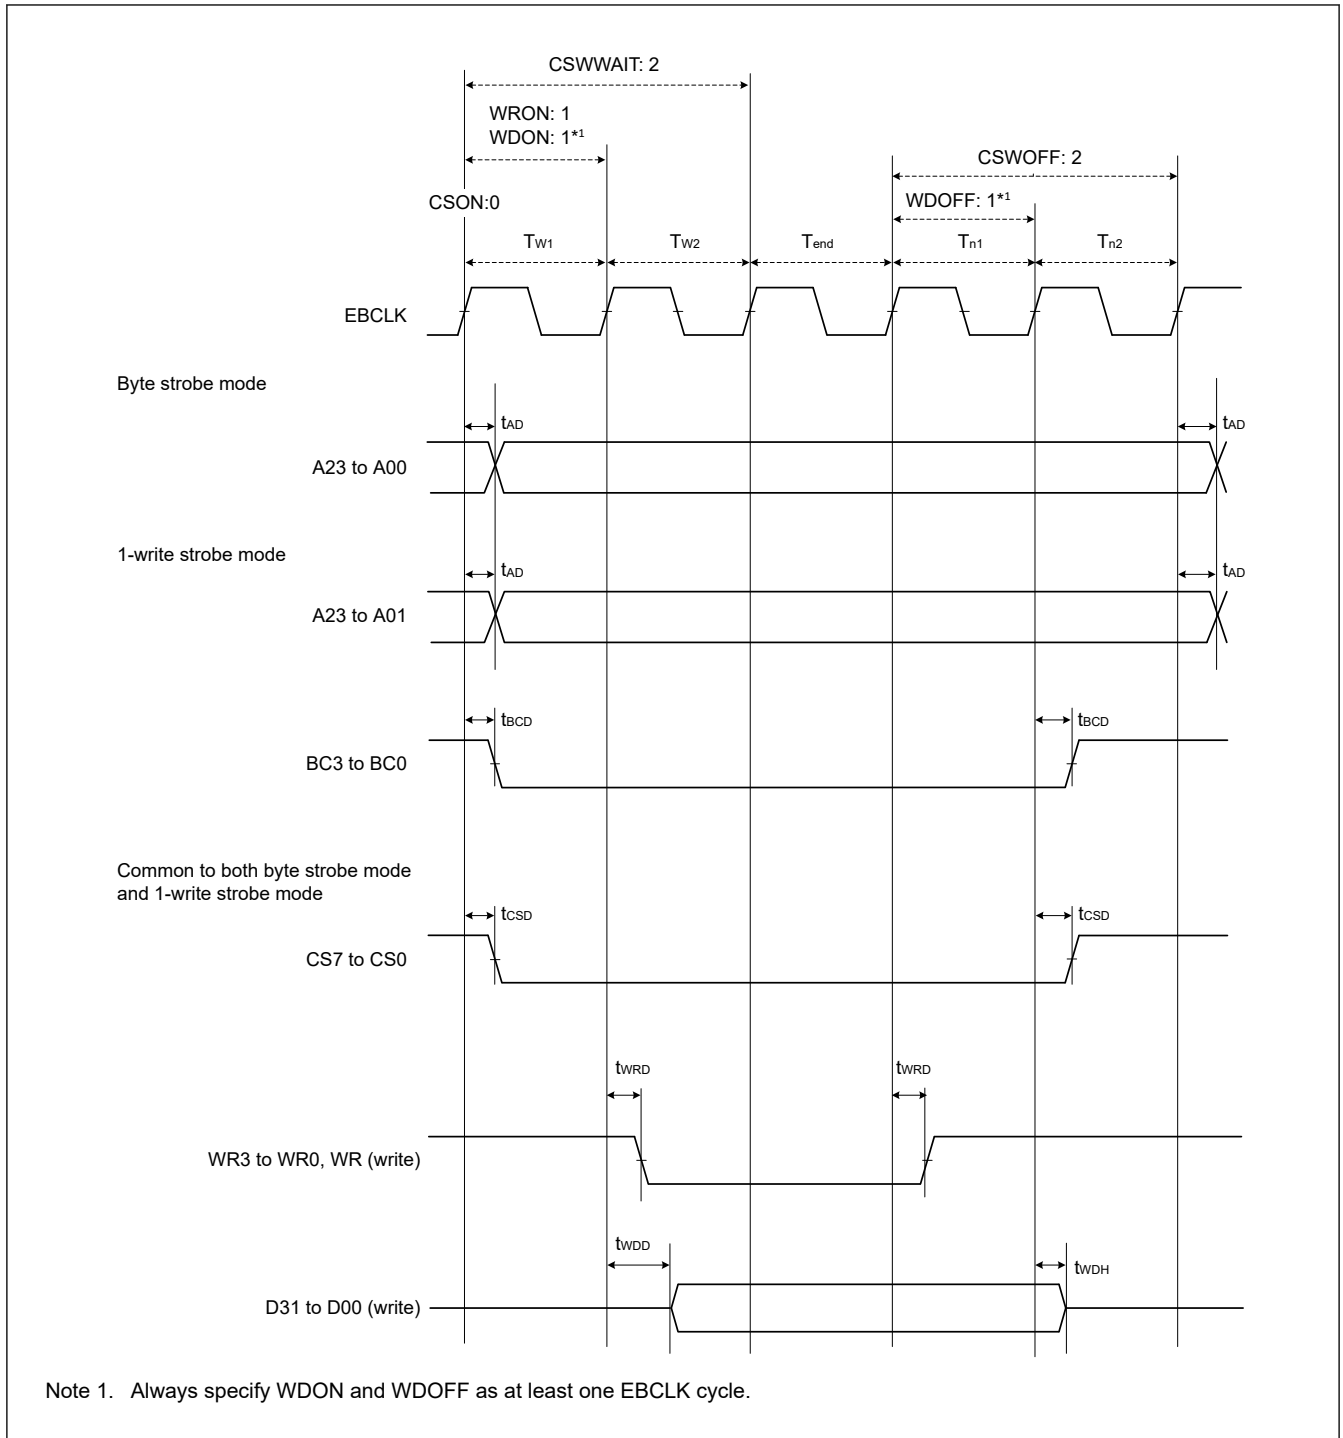 CSWWAIT: 2
WRON: 1
WDON: 1*1
CSWOFF: 2
CSON:0
WDOFF: 1*1
TW1 TW2 Tend Tn1 Tn2
EBCLK
Byte strobe mode
tAD tAD
A23 to A00
1-write strobe mode
tAD tAD
A23 to A01
tBCD tBCD
BC3 to BC0
Common to both byte strobe mode
and 1-write strobe mode
tCSD tCSD
CS7 to CS0
tWRD tWRD
WR3 to WR0, WR (write)
tWDD tWDH
D31 to D00 (write)
Note 1. Always specify WDON and WDOFF as at least one EBCLK cycle.